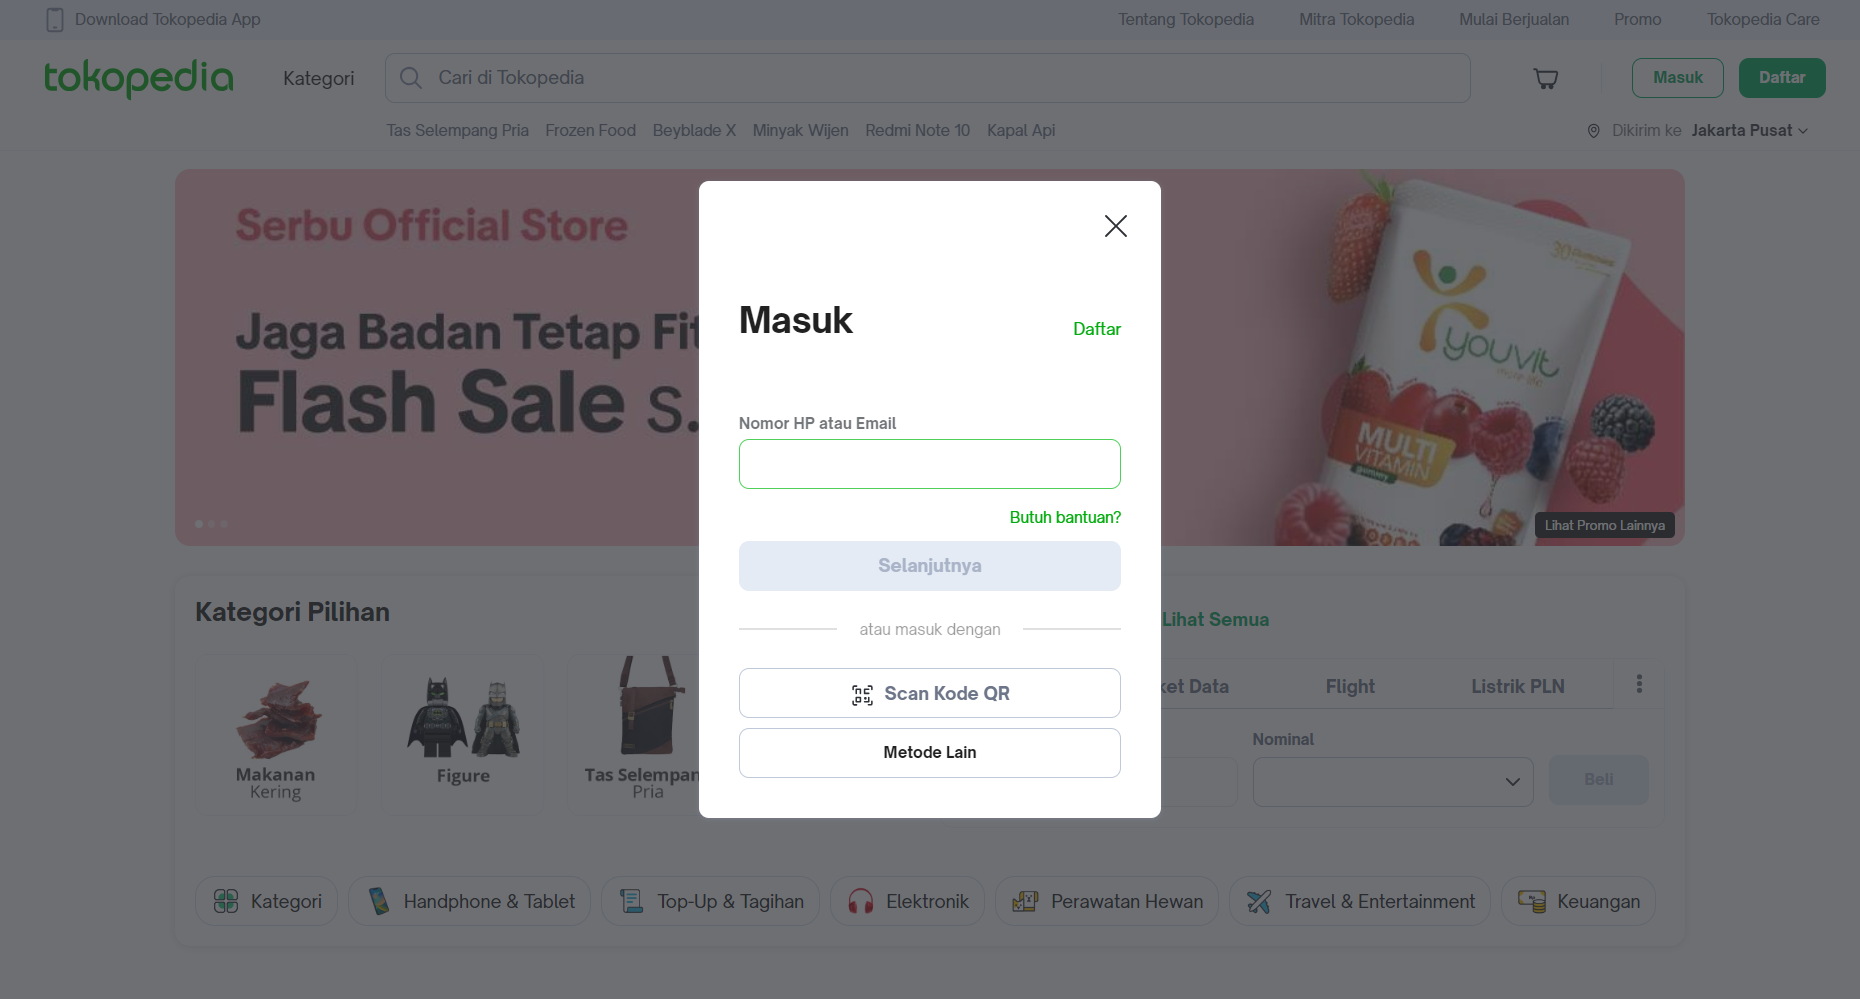 Download Tokopedia App
Tentang Tokopedia
Mitra Tokopedia
Mulai Berjualan
Promo
Tokopedia Care
tokopedia
Kategori
Cari di Tokopedia
Masuk
Daftar
Tas Selempang Pria
Frozen Food
Beyblade X
Minyak Wijen
Redmi Note 10
Kapal Api
Dikirim ke Jakarta Pusat
Serbu Official Store
Jaga Badan Tetap Fit
Flash Sale s.
30 Gummies
youvit
MULTI
VITAMIN
gummy
Lihat Promo Lainnya
Masuk
Daftar
Nomor HP atau Email
Butuh bantuan?
Selanjutnya
atau masuk dengan
Scan Kode QR
Metode Lain
Kategori Pilihan
Lihat Semua
Makanan
Kering
Figure
Tas Selempan
Pria
ket Data
Flight
Listrik PLN
Nominal
Beli
Kategori
Handphone & Tablet
Top-Up & Tagihan
Elektronik
Perawatan Hewan
Travel & Entertainment
Keuangan